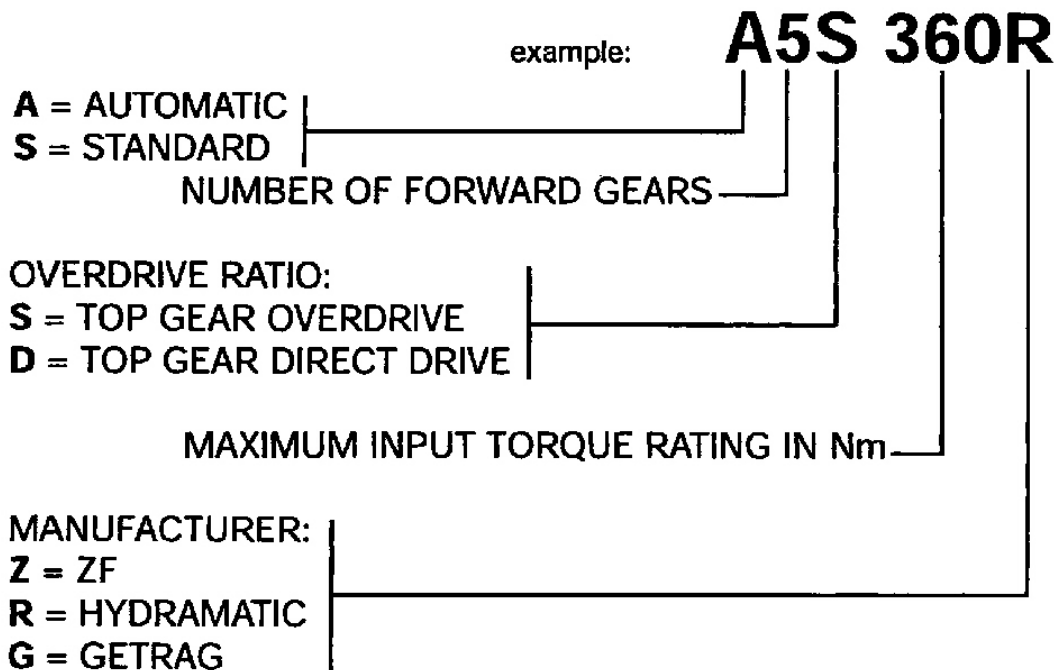 example: A5S 360R
A = AUTOMATIC
S = STANDARD
NUMBER OF FORWARD GEARS
OVERDRIVE RATIO:
S = TOP GEAR OVERDRIVE
D = TOP GEAR DIRECT DRIVE
MAXIMUM INPUT TORQUE RATING IN Nm
MANUFACTURER:
Z = ZF
R = HYDRAMATIC
G = GETRAG